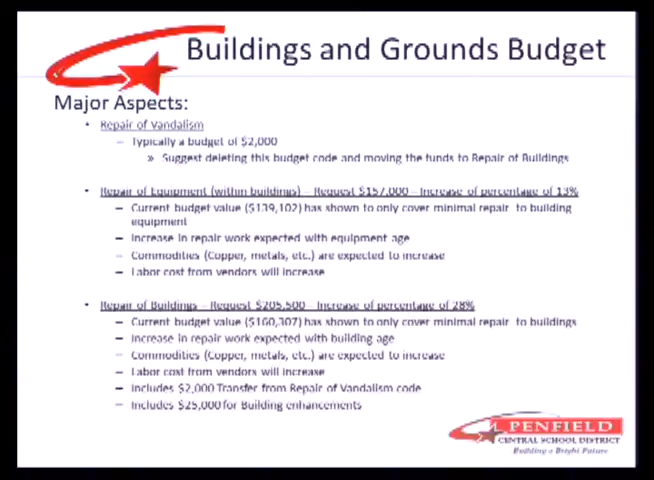 Buildings and Grounds Budget
Major Aspects:
• Repair of Vandalism
– Typically a budget of $2,000
» Suggest deleting this budget code and moving the funds to Repair of Buildings
• Repair of Equipment (within buildings) – Request $157,000 – Increase of percentage of 13%
– Current budget value ($139,102) has shown to only cover minimal repair to building
equipment
– Increase in repair work expected with equipment age
– Commodities (Copper, metals, etc.) are expected to increase
– Labor cost from vendors will increase
• Repair of Buildings – Request $205,500 – Increase of percentage of 28%
– Current budget value ($160,307) has shown to only cover minimal repair to buildings
– Increase in repair work expected with building age
– Commodities (Copper, metals, etc.) are expected to increase
– Labor cost from vendors will increase
– Includes $2,000 Transfer from Repair of Vandalism code
– Includes $25,000 for Building enhancements
PENFIELD
CENTRAL SCHOOL DISTRICT
Building a Bright Future